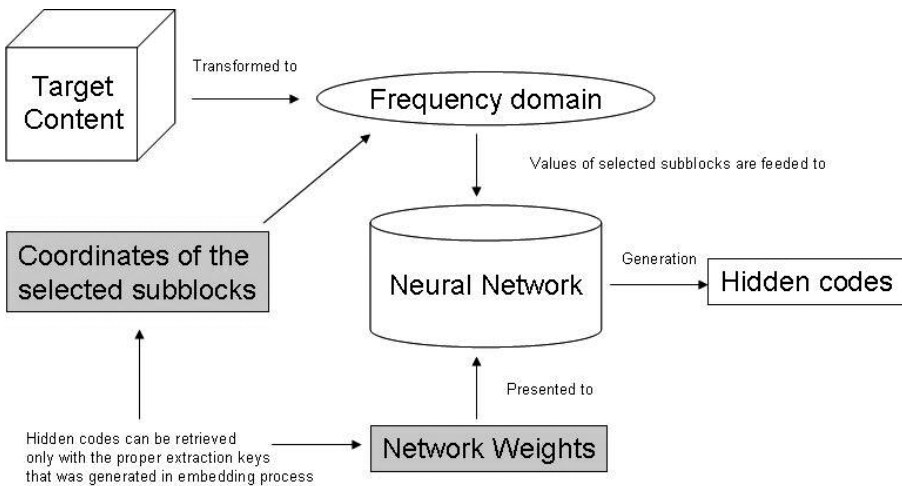 Target
Content
Transformed to
Frequency domain
Values of selected subblocks are feeded to
Coordinates of the
selected subblocks
Neural Network
Generation
Hidden codes
Presented to
Hidden codes can be retrieved
only with the proper extraction keys
that was generated in embedding process
Network Weights